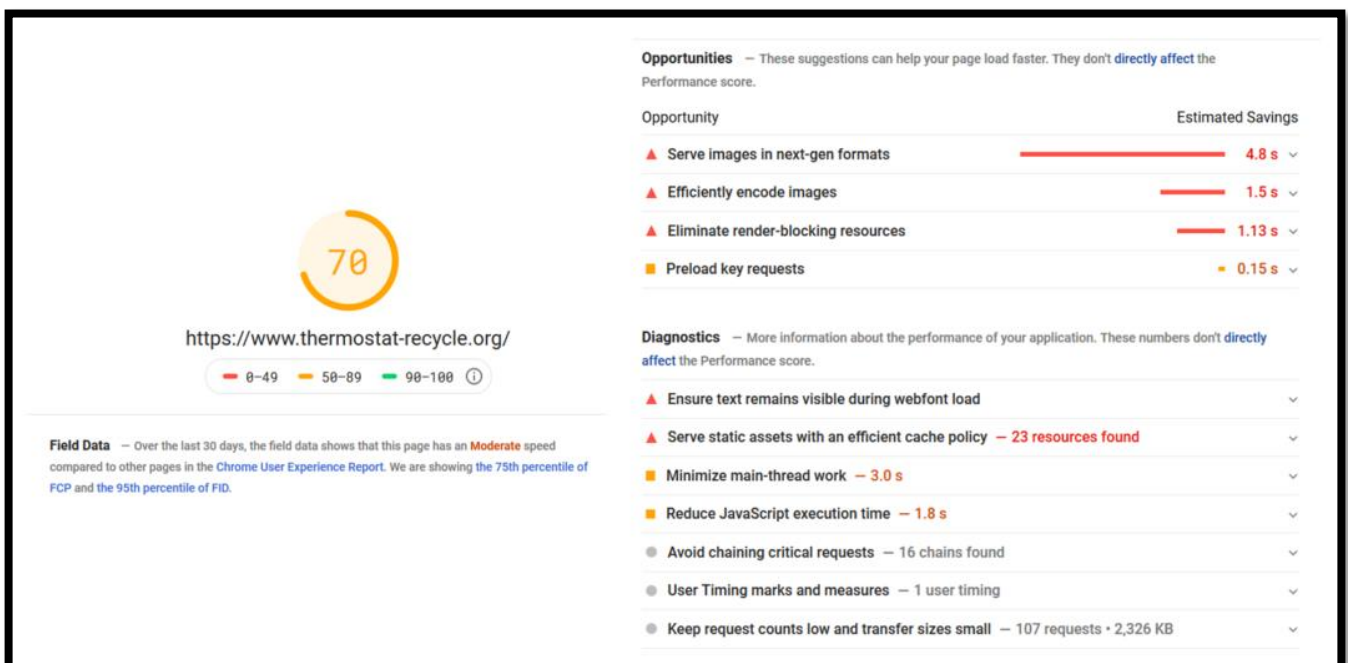 70
https://www.thermostat-recycle.org/
0–49 50–89 90–100
Field Data — Over the last 30 days, the field data shows that this page has an Moderate speed
compared to other pages in the Chrome User Experience Report. We are showing the 75th percentile of
FCP and the 95th percentile of FID.
Opportunities — These suggestions can help your page load faster. They don't directly affect the
Performance score.
Opportunity Estimated Savings
Serve images in next-gen formats 4.8 s
Efficiently encode images 1.5 s
Eliminate render-blocking resources 1.13 s
Preload key requests 0.15 s
Diagnostics — More information about the performance of your application. These numbers don't directly
affect the Performance score.
Ensure text remains visible during webfont load
Serve static assets with an efficient cache policy — 23 resources found
Minimize main-thread work — 3.0 s
Reduce JavaScript execution time — 1.8 s
Avoid chaining critical requests — 16 chains found
User Timing marks and measures — 1 user timing
Keep request counts low and transfer sizes small — 107 requests • 2,326 KB